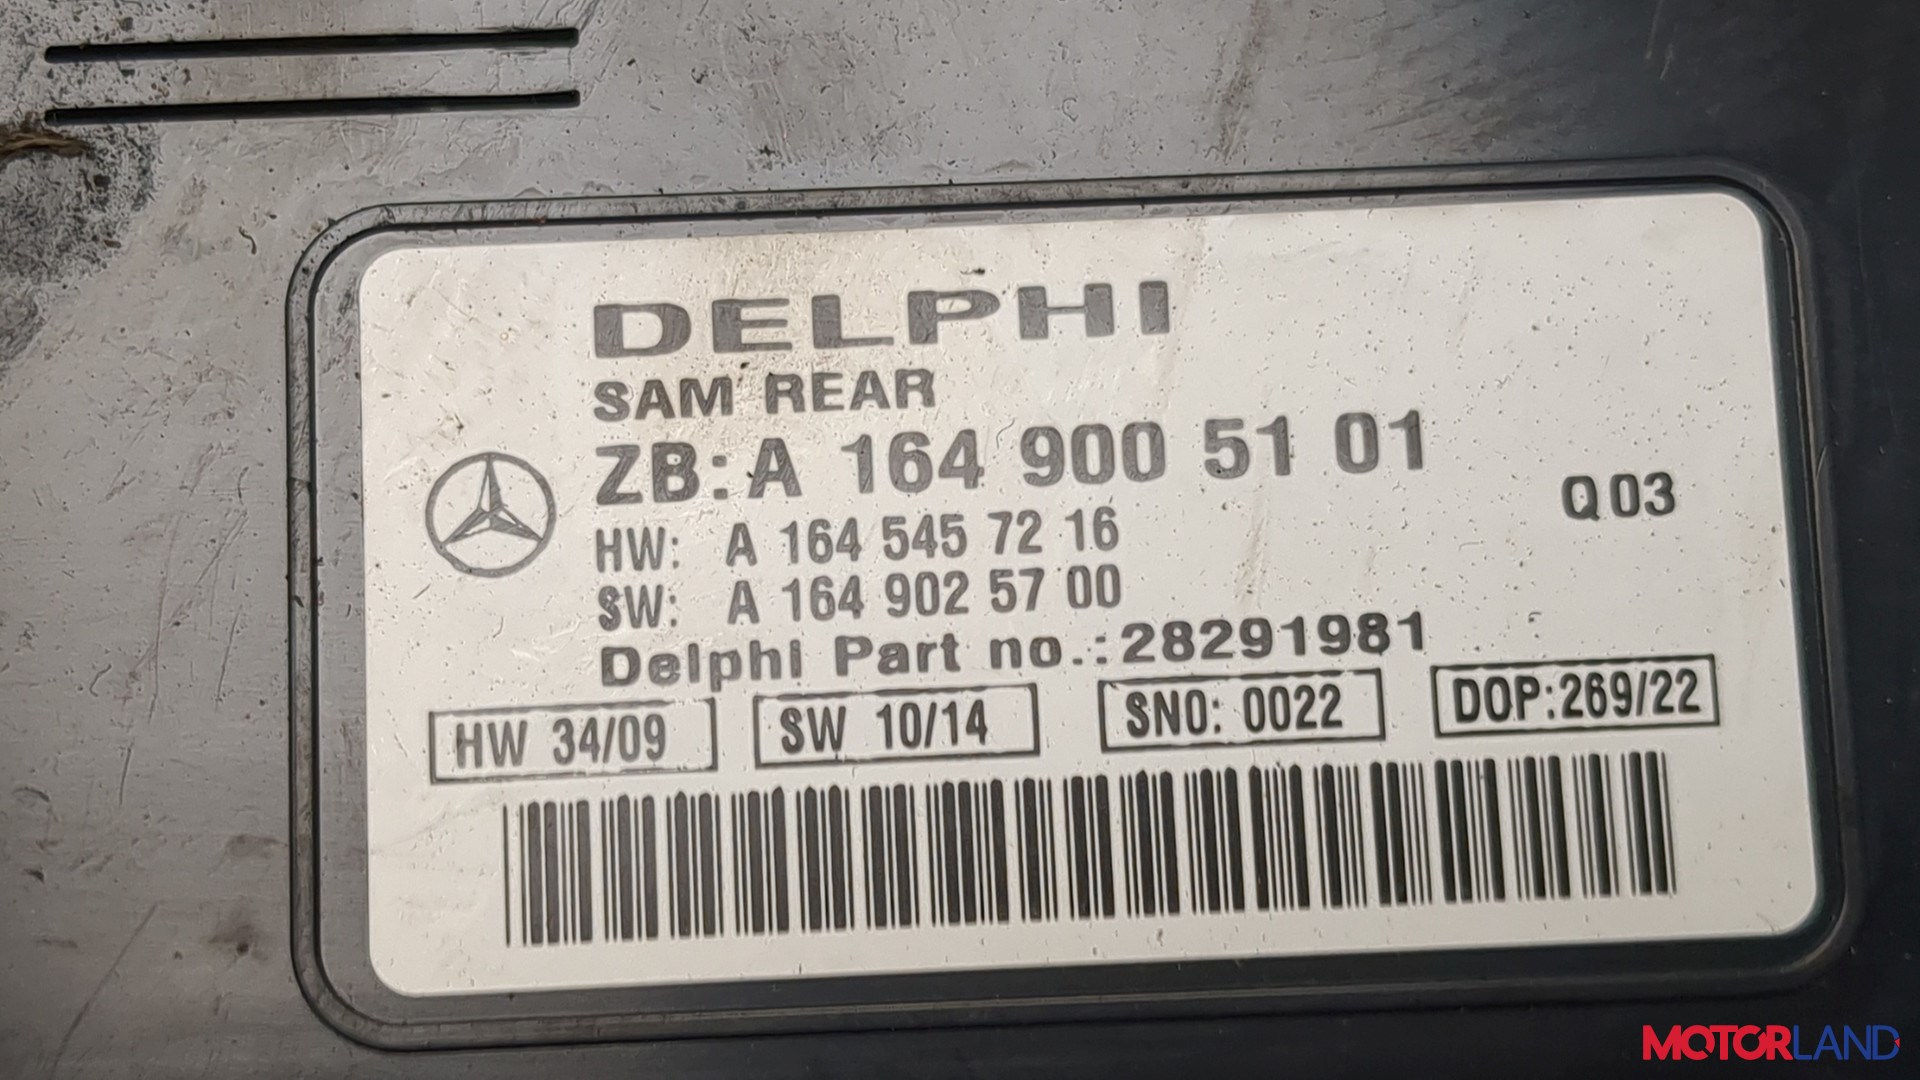 DELPHI
SAM REAR
ZB: A 164 900 51 01
Q 03
HW: A 164 545 72 16
SW: A 164 902 57 00
Delphi Part no.:28291981
HW 34/09 SW 10/14 SNO: 0022 DOP:269/22
MOTORLAND